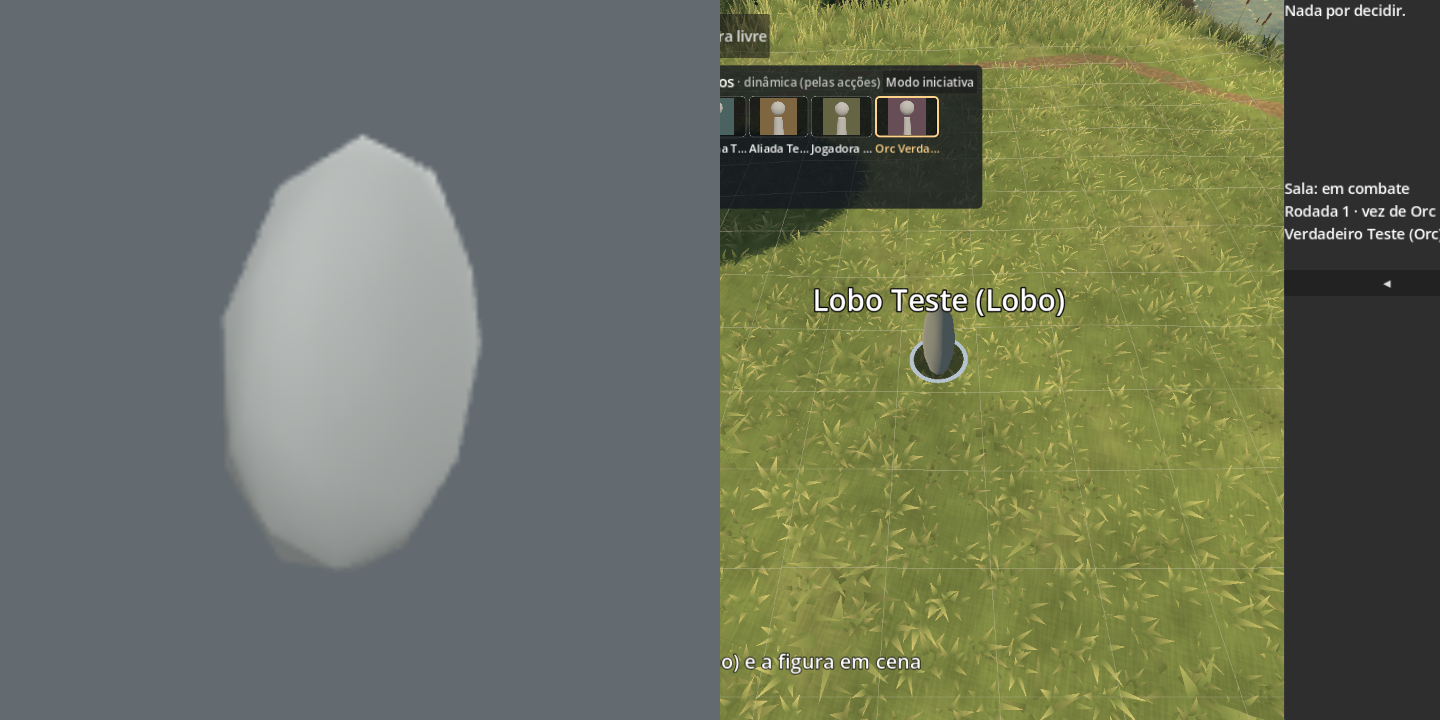 ra livre
os · dinâmica (pelas acções) Modo iniciativa
a T... Aliada Te... Jogadora ... Orc Verda...
Lobo Teste (Lobo)
o) e a figura em cena
Nada por decidir.
Sala: em combate
Rodada 1 · vez de Orc
Verdadeiro Teste (Orc)